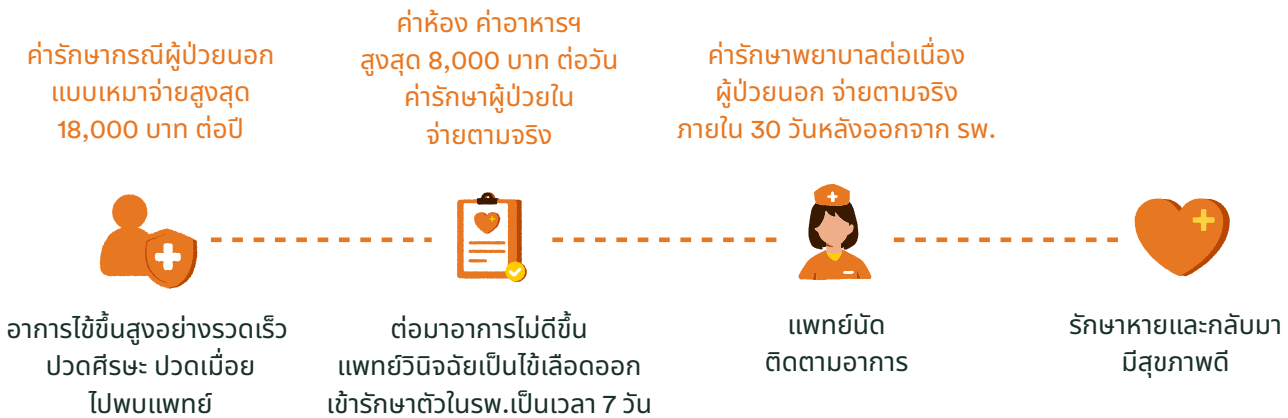 ค่ารักษากรณีผู้ป่วยนอก
แบบเหมาจ่ายสูงสุด
18,000 บาท ต่อปี
ค่าห้อง ค่าอาหารฯ
สูงสุด 8,000 บาท ต่อวัน
ค่ารักษาผู้ป่วยใน
จ่ายตามจริง
ค่ารักษาพยาบาลต่อเนื่อง
ผู้ป่วยนอก จ่ายตามจริง
ภายใน 30 วันหลังออกจาก รพ.
อาการไข้ขึ้นสูงอย่างรวดเร็ว
ปวดศีรษะ ปวดเมื่อย
ไปพบแพทย์
ต่อมาอาการไม่ดีขึ้น
แพทย์วินิจฉัยเป็นไข้เลือดออก
เข้ารักษาตัวในรพ.เป็นเวลา 7 วัน
แพทย์นัด
ติดตามอาการ
รักษาหายและกลับมา
มีสุขภาพดี